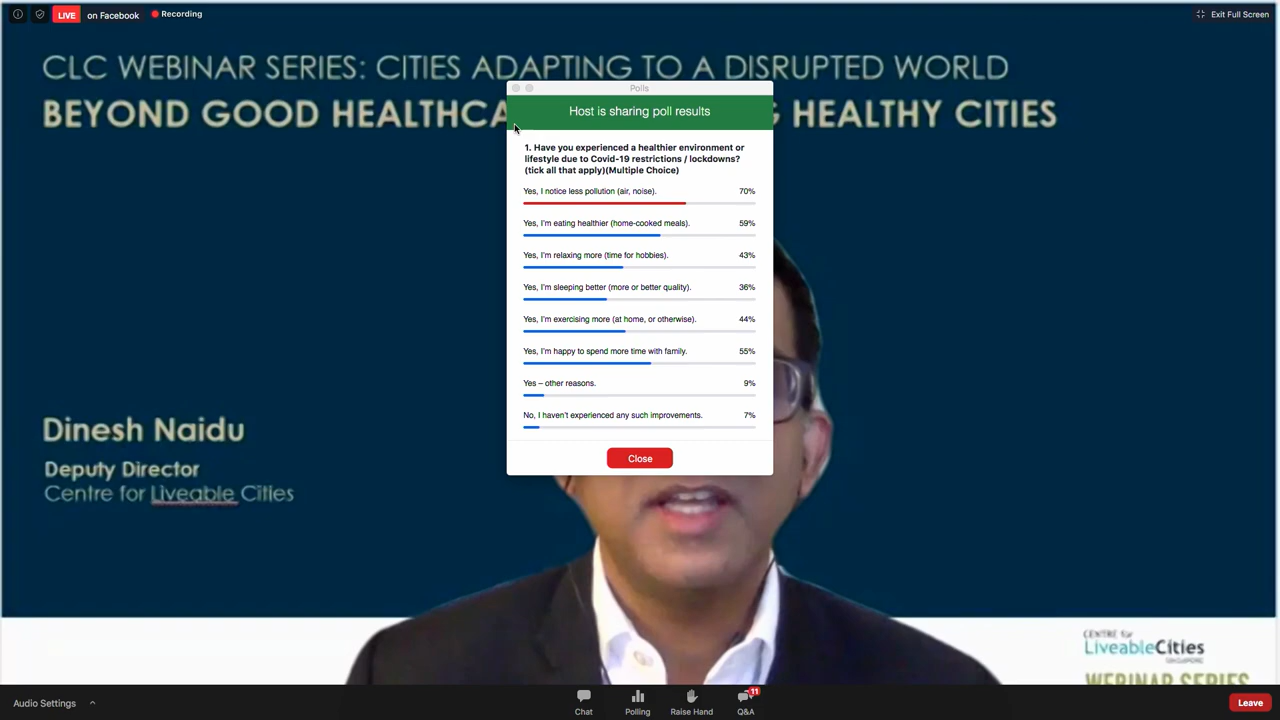 LIVE on Facebook Recording
Exit Full Screen
CLC WEBINAR SERIES: CITIES ADAPTING TO A DISRUPTED WORLD
BEYOND GOOD HEALTHCA G HEALTHY CITIES
Polls
Host is sharing poll results
1. Have you experienced a healthier environment or
lifestyle due to Covid-19 restrictions / lockdowns?
(tick all that apply)(Multiple Choice)
Yes, I notice less pollution (air, noise). 70%
Yes, I'm eating healthier (home-cooked meals). 59%
Yes, I'm relaxing more (time for hobbies). 43%
Yes, I'm sleeping better (more or better quality). 36%
Yes, I'm exercising more (at home, or otherwise). 44%
Yes, I'm happy to spend more time with family. 55%
Yes – other reasons. 9%
No, I haven't experienced any such improvements. 7%
Close
Dinesh Naidu
Deputy Director
Centre for Liveable Cities
CENTRE for
LiveableCities
SINGAPORE
WEBINAR SERIES
Audio Settings
Chat
Polling
Raise Hand
11
Q&A
Leave